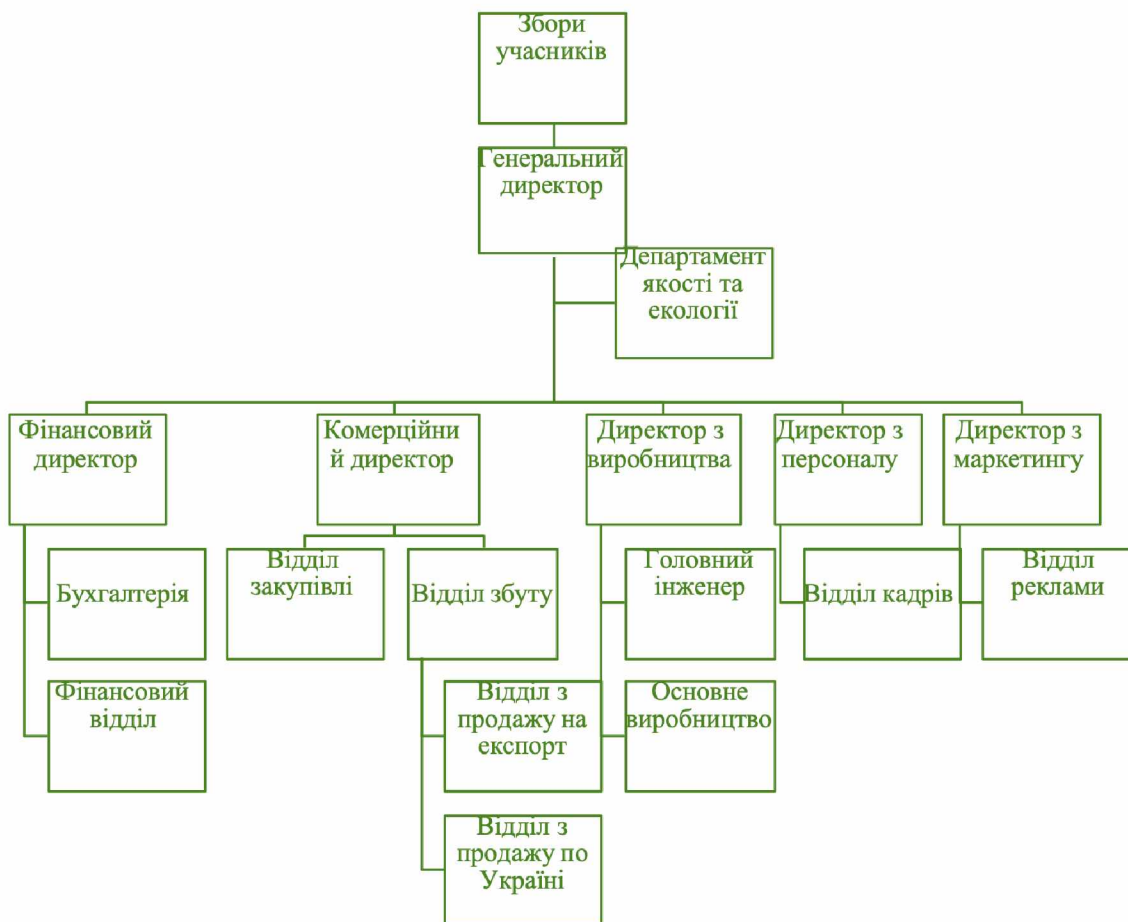 Збори
учасників
Генеральний
директор
Департамент
якості та
екології
Фінансовий
директор
Комерційни
й директор
Директор з
виробництва
Директор з
персоналу
Директор з
маркетингу
Бухгалтерія
Відділ
закупівлі
Відділ збуту
Головний
інженер
Відділ кадрів
Відділ
реклами
Фінансовий
відділ
Відділ з
продажу на
експорт
Основне
виробництво
Відділ з
продажу по
Україні